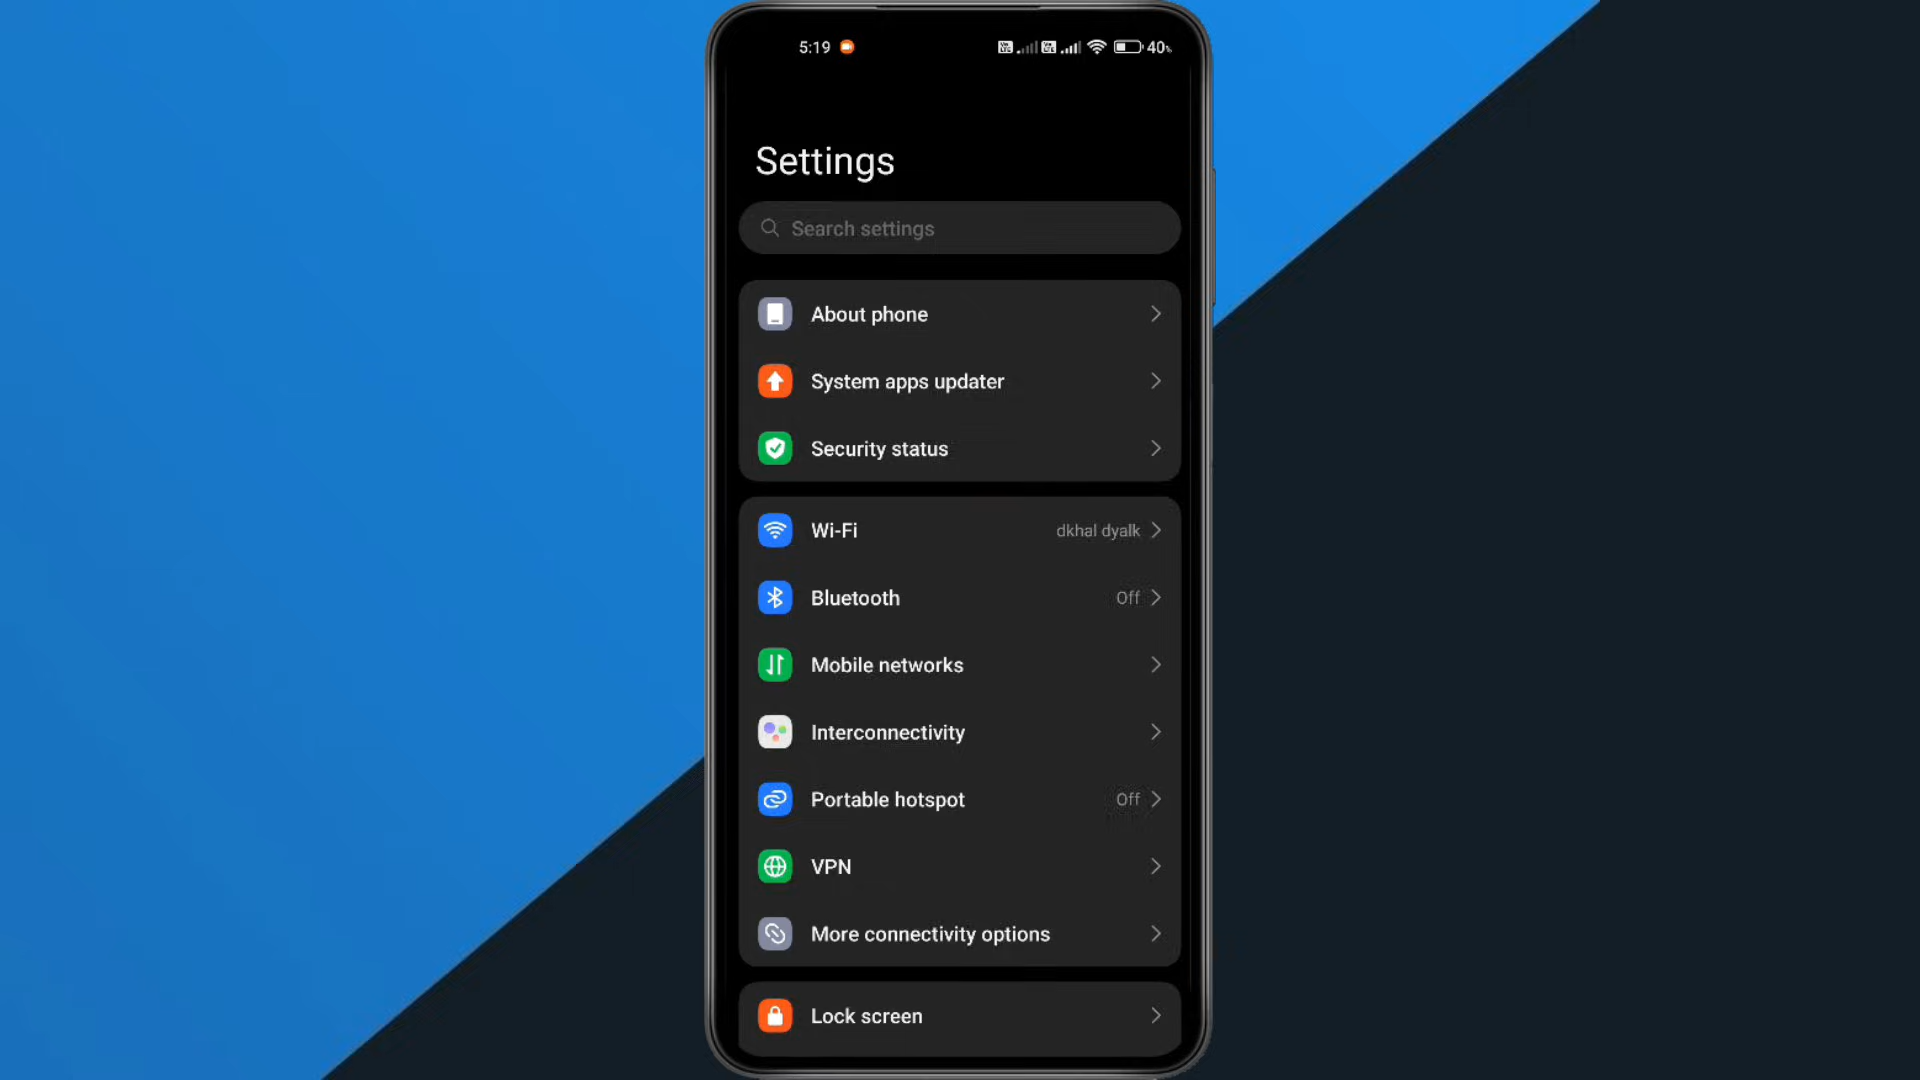 5:19 40%
Settings
Search settings
About phone
System apps updater
Security status
Wi-Fi dkhal dyalk
Bluetooth Off
Mobile networks
Interconnectivity
Portable hotspot Off
VPN
More connectivity options
Lock screen